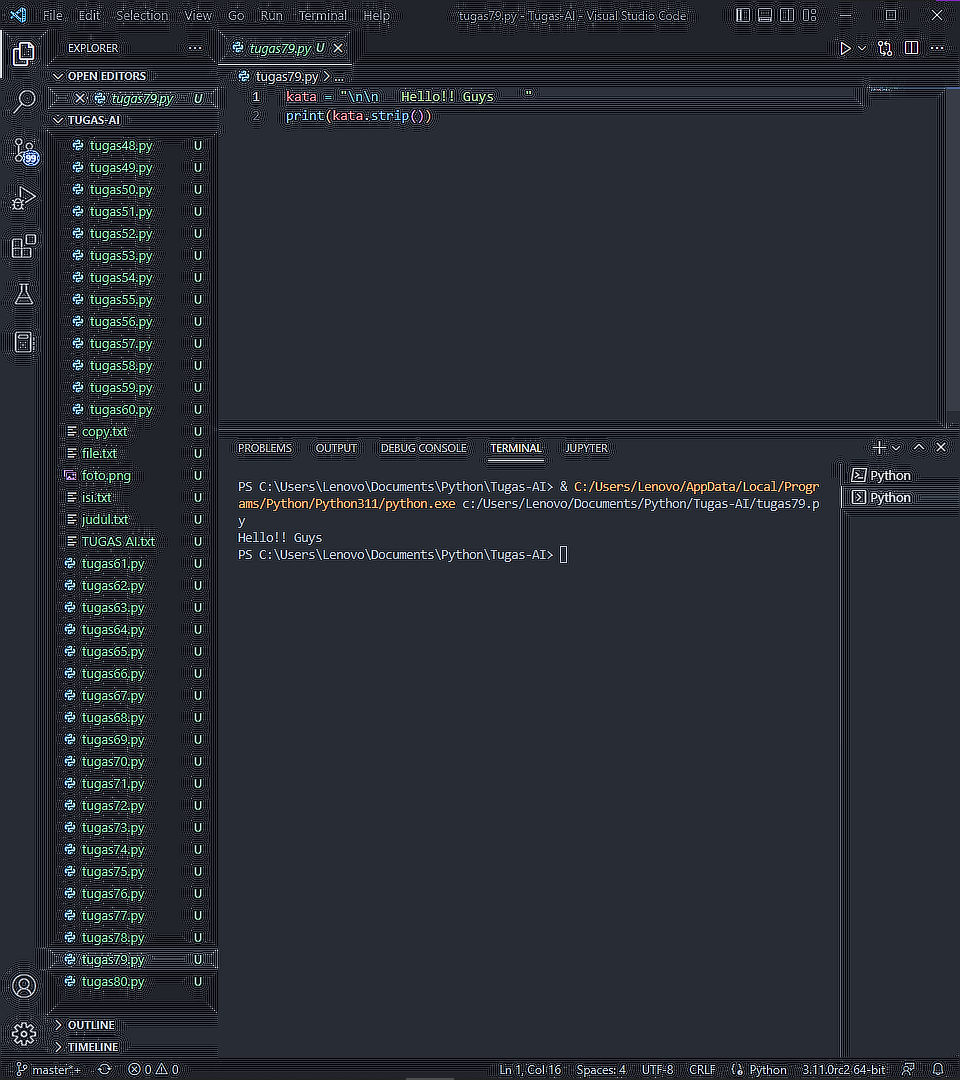 File Edit Selection View Go Run Terminal Help tugas79.py - Tugas-AI - Visual Studio Code
EXPLORER ...
tugas79.py U
OPEN EDITORS
tugas79.py U
tugas79.py > ...
1 kata = "\n\n   Hello!! Guys    "
2 print(kata.strip())
TUGAS-AI
tugas48.py U
99
tugas49.py U
tugas50.py U
tugas51.py U
tugas52.py U
tugas53.py U
tugas54.py U
tugas55.py U
tugas56.py U
tugas57.py U
tugas58.py U
tugas59.py U
tugas60.py U
copy.txt U
file.txt U
foto.png U
isi.txt U
judul.txt U
TUGAS AI.txt U
tugas61.py U
tugas62.py U
tugas63.py U
tugas64.py U
tugas65.py U
tugas66.py U
tugas67.py U
tugas68.py U
tugas69.py U
tugas70.py U
tugas71.py U
tugas72.py U
tugas73.py U
tugas74.py U
tugas75.py U
tugas76.py U
tugas77.py U
tugas78.py U
tugas79.py U
tugas80.py U
OUTLINE
TIMELINE
PROBLEMS OUTPUT DEBUG CONSOLE TERMINAL JUPYTER
PS C:\Users\Lenovo\Documents\Python\Tugas-AI> & C:/Users/Lenovo/AppData/Local/Progr
ams/Python/Python311/python.exe c:/Users/Lenovo/Documents/Python/Tugas-AI/tugas79.p
y
Hello!! Guys
PS C:\Users\Lenovo\Documents\Python\Tugas-AI>
Python
Python
master*+ 0 0 Ln 1, Col 16 Spaces: 4 UTF-8 CRLF Python 3.11.0rc2 64-bit